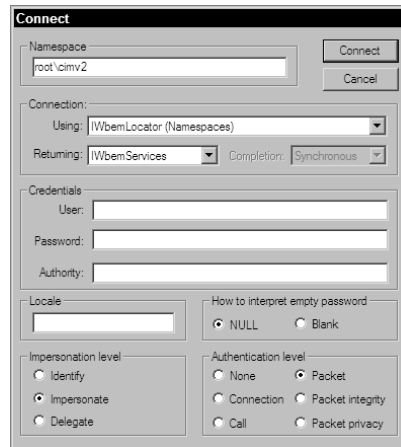 Connect
Namespace
root\cimv2
Connect
Cancel
Connection:
Using: IWbemLocator (Namespaces)
Returning: IWbemServices Completion: Synchronous
Credentials
User:
Password:
Authority:
Locale
How to interpret empty password
NULL Blank
Impersonation level
Identify
Impersonate
Delegate
Authentication level
None Packet
Connection Packet integrity
Call Packet privacy